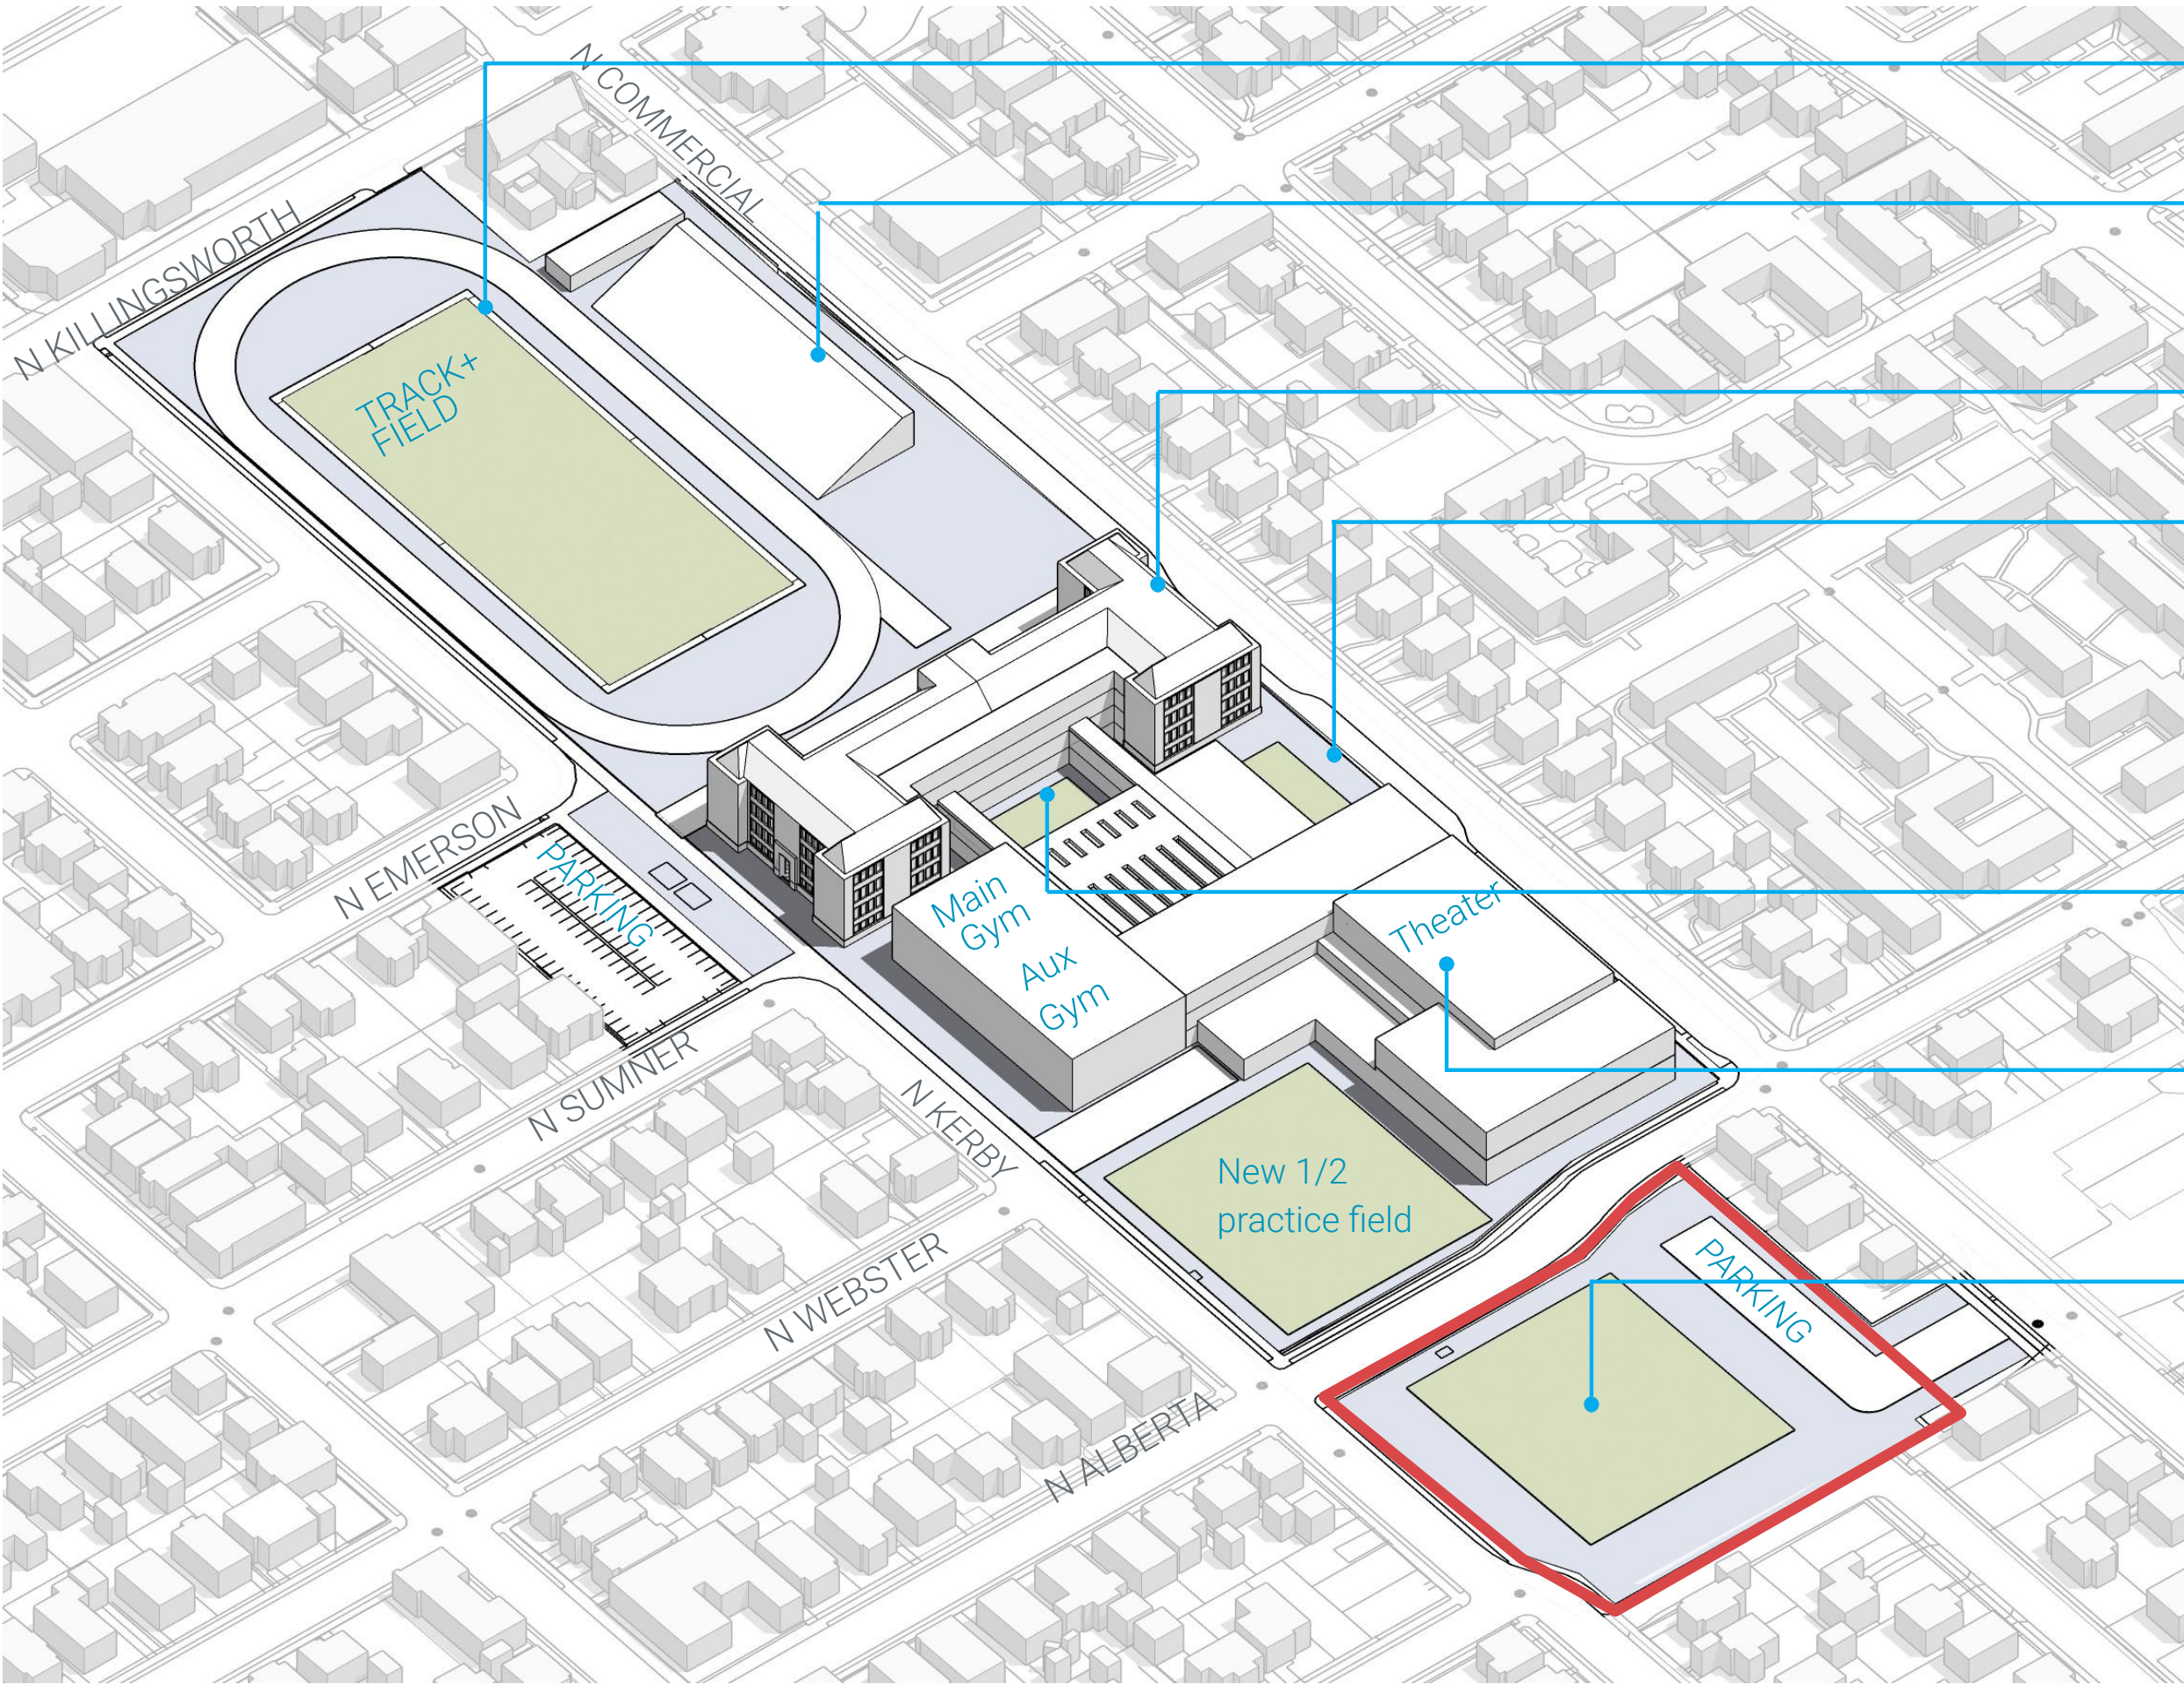 N COMMERCIAL
N KILLINGSWORTH
TRACK+
FIELD
N EMERSON
PARKING
Main
Gym
Aux
Gym
Theater
N SUMNER
N KERBY
New 1/2
practice field
N WEBSTER
PARKING
N ALBERTA